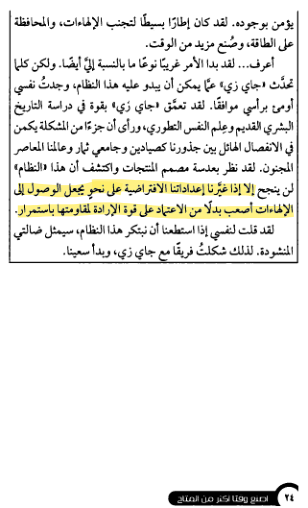 يؤمن بوجوده. لقد كان إطارًا بسيطًا لتجنب الإلهاءات، والمحافظة
على الطاقة، وصُنع مزيد من الوقت.
أعرف... لقد بدا الأمر غريبًا نوعًا ما بالنسبة إليَّ أيضًا. ولكن كلما
تحدَّث «جاي زي» عمَّا يمكن أن يبدو عليه هذا النظام، وجدتُ نفسي
أومئ برأسي موافقًا. لقد تعمَّق «جاي زي» بقوة في دراسة التاريخ
البشري القديم وعِلم النفس التطوري، ورأى أن جزءًا من المشكلة يكمن
في الانفصال الهائل بين جذورنا كصيادين وجامعي ثمار وعالمنا المعاصر
المجنون. لقد نظر بعدسة مصمم المنتجات واكتشف أن هذا «النظام»
لن ينجح إلا إذا غيَّرنا إعداداتنا الافتراضية على نحوٍ يجعل الوصول إلى
الإلهاءات أصعب بدلًا من الاعتماد على قوة الإرادة لمقاومتها باستمرار.
لقد قلت لنفسي إذا استطعنا أن نبتكر هذا النظام، سيمثل ضالتي
المنشودة. لذلك شكلتُ فريقًا مع جاي زي، وبدأ سعينا.
٢٤ اصنع وقتًا أكثر من المتاح